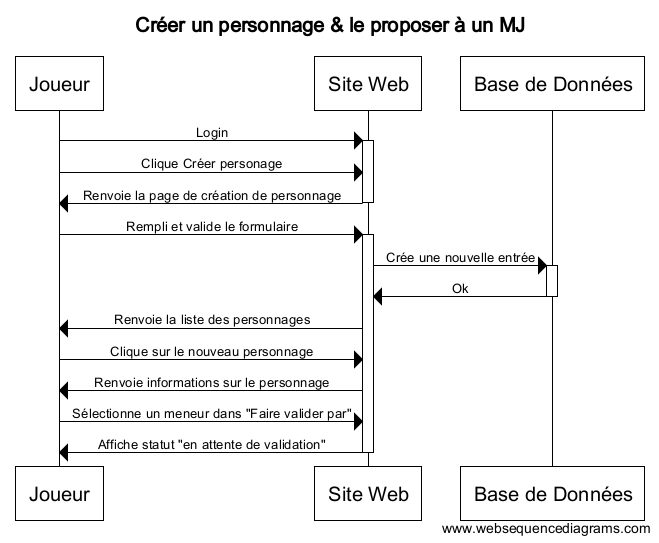 Créer un personnage & le proposer à un MJ
Joueur
Site Web
Base de Données
Login
Clique Créer personage
Renvoie la page de création de personnage
Rempli et valide le formulaire
Crée une nouvelle entrée
Ok
Renvoie la liste des personnages
Clique sur le nouveau personnage
Renvoie informations sur le personnage
Sélectionne un meneur dans "Faire valider par"
Affiche statut "en attente de validation"
Joueur
Site Web
Base de Données
www.websequencediagrams.com